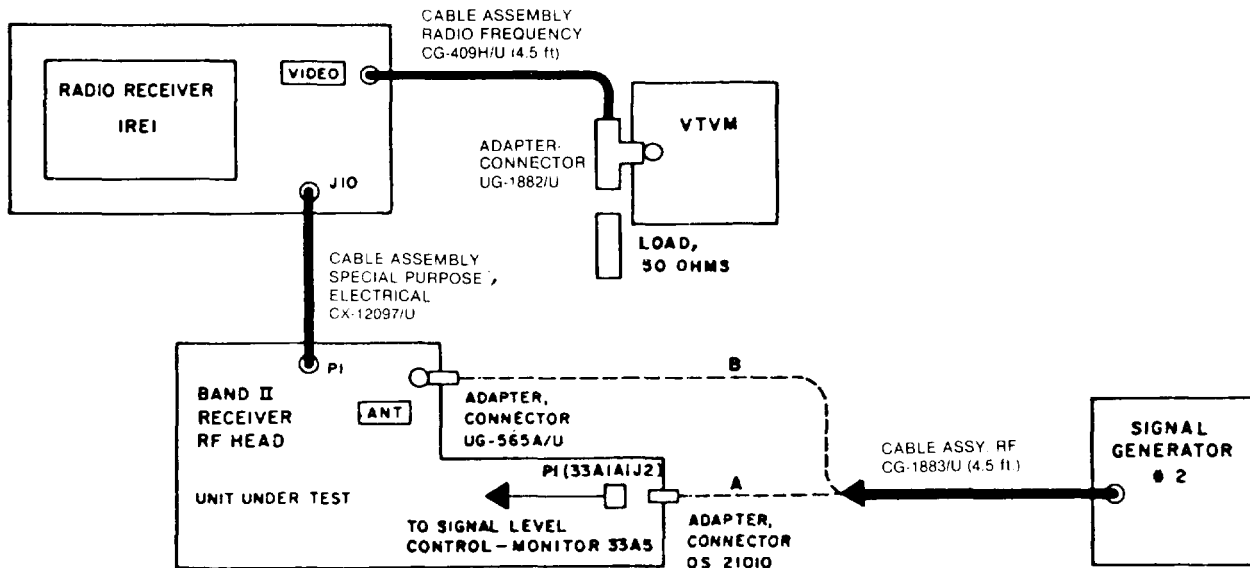 CABLE ASSEMBLY
RADIO FREQUENCY
CG-409H/U (4.5 ft)
VIDEO
RADIO RECEIVER
IREI
J10
VTVM
ADAPTER-
CONNECTOR
UG-1882/U
LOAD,
50 OHMS
CABLE ASSEMBLY
SPECIAL PURPOSE,
ELECTRICAL
CX-12097/U
P1
BAND II
RECEIVER
RF HEAD
ANT
ADAPTER,
CONNECTOR
UG-565A/U
B
CABLE ASSY. RF
CG-1883/U (4.5 ft.)
SIGNAL
GENERATOR
# 2
P1 (33A1A1J2)
UNIT UNDER TEST
A
TO SIGNAL LEVEL
CONTROL-MONITOR 33A5
ADAPTER,
CONNECTOR
OS 21010